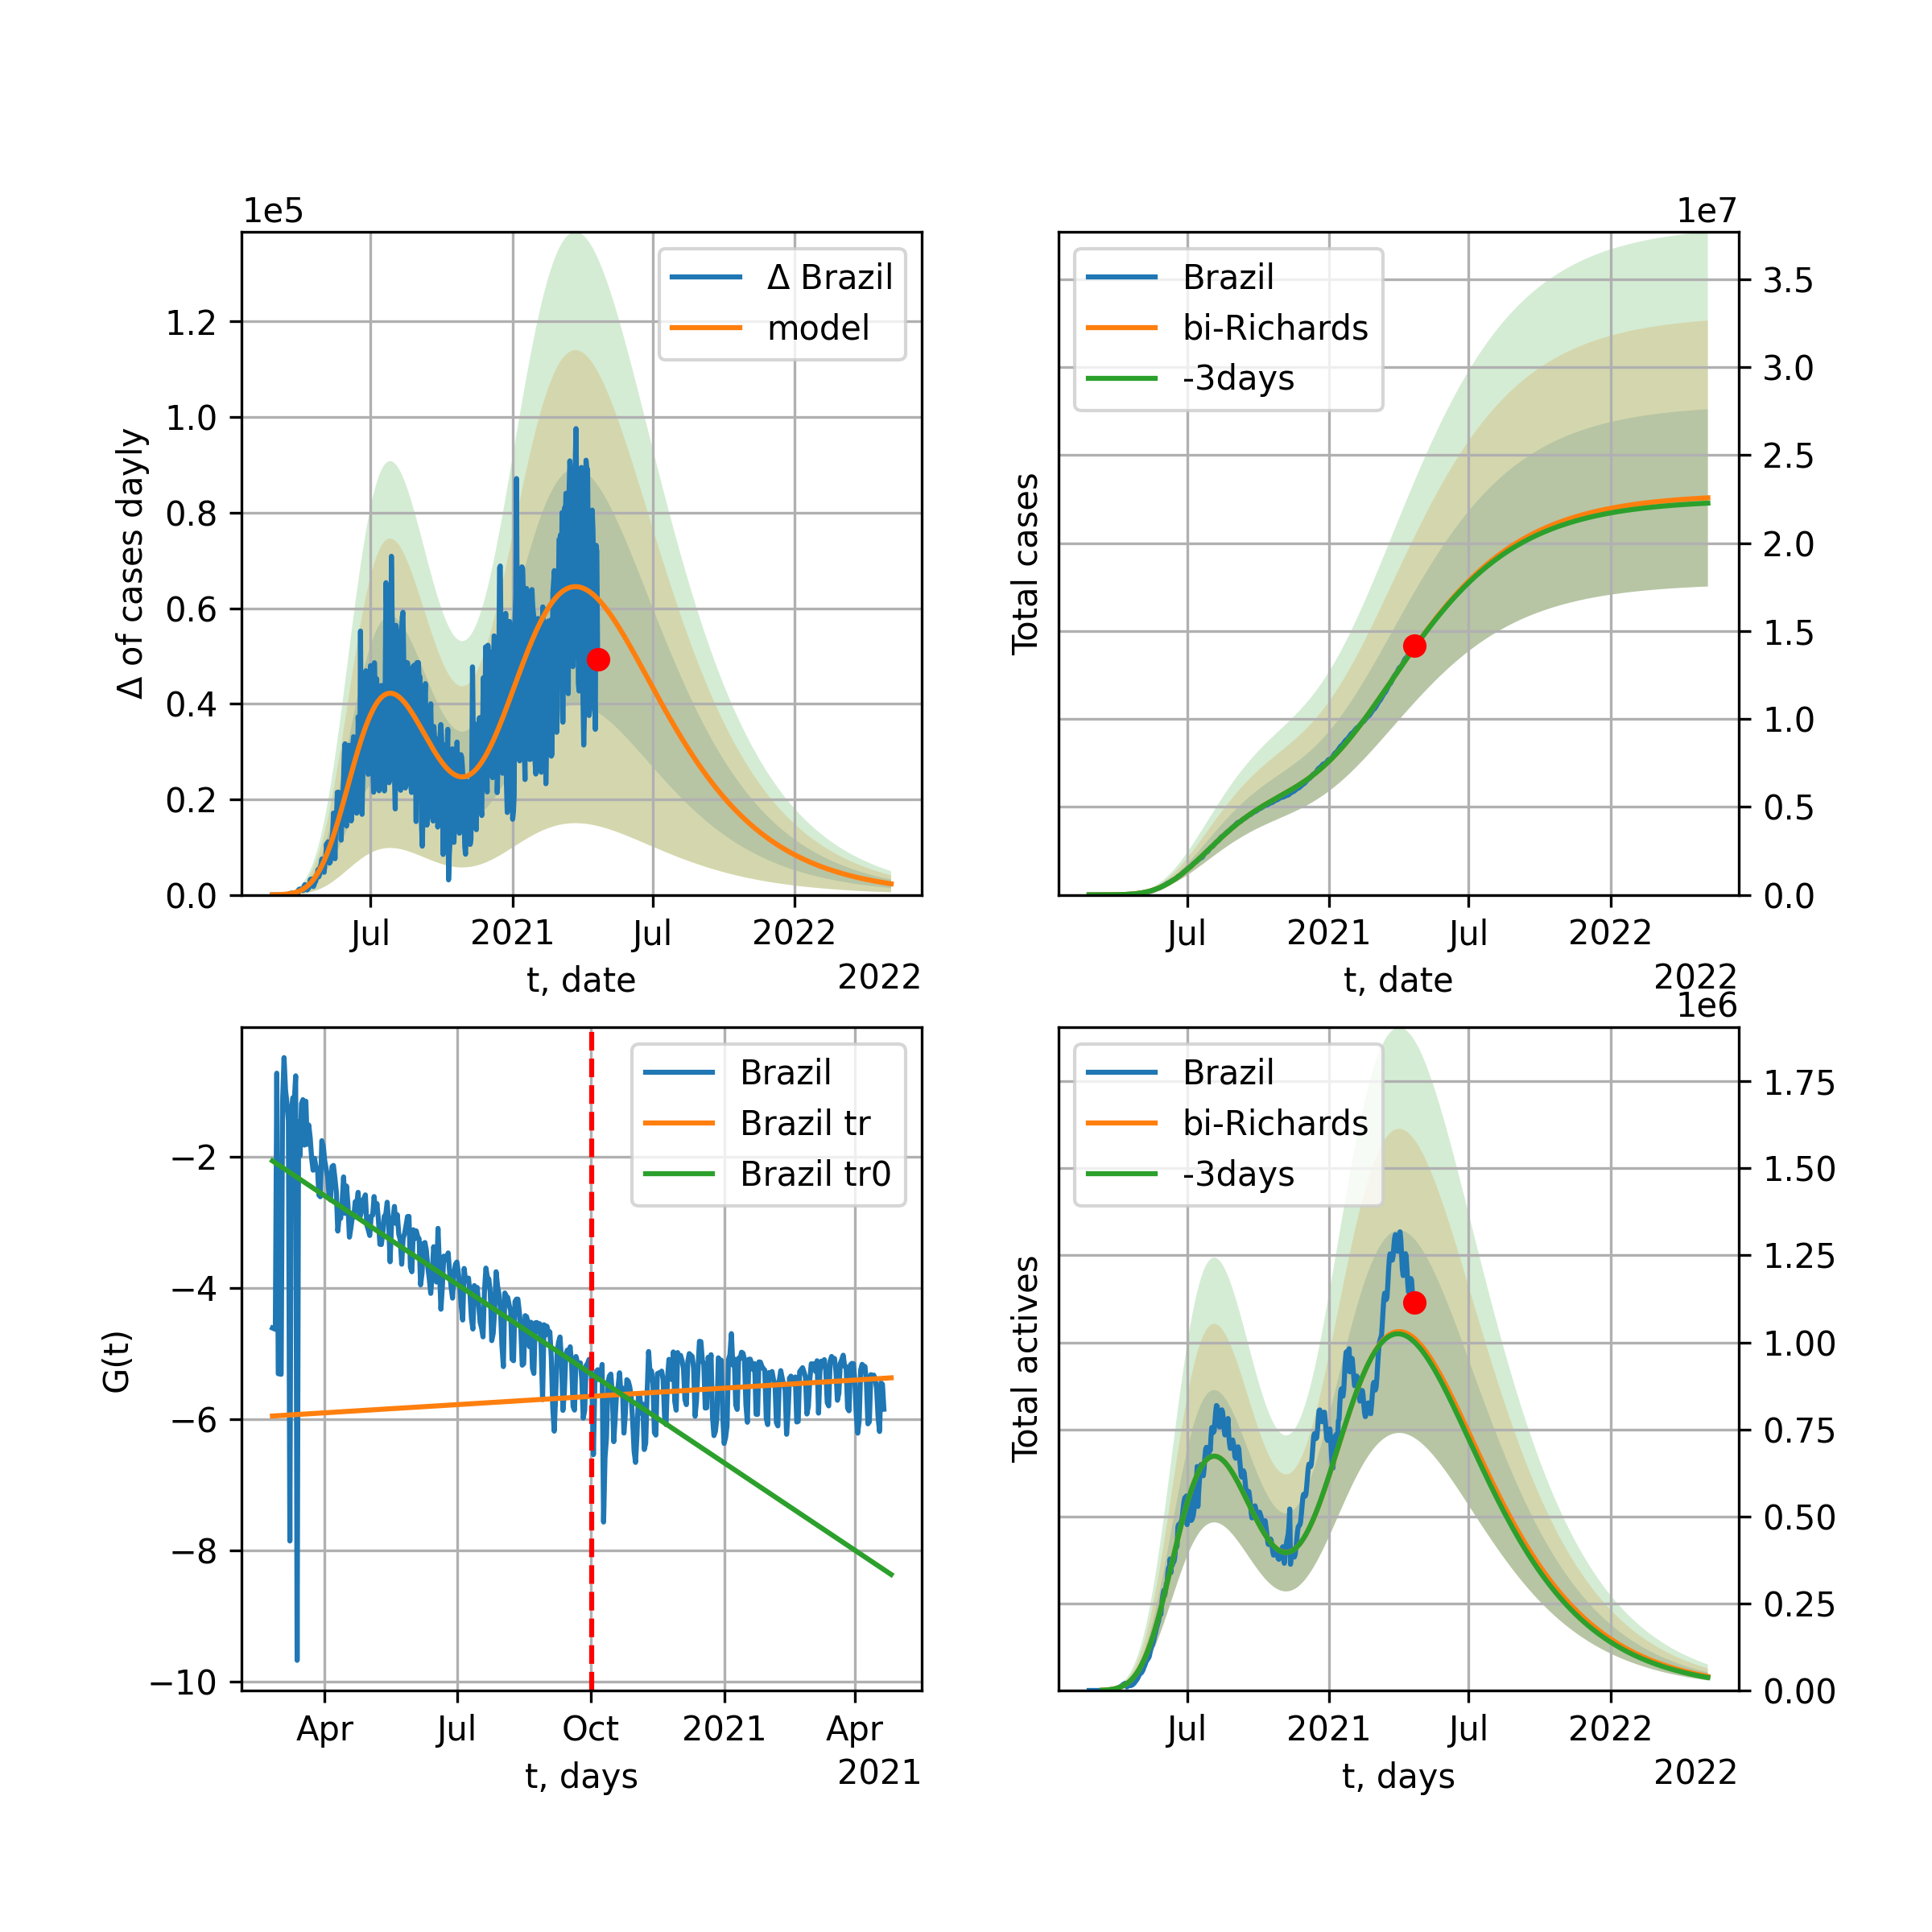 1e5
Δ Brazil
model
1.2
1.0
0.8
0.6
0.4
0.2
0.0
Δ of cases dayly
Jul 2021 Jul 2022
t, date
2022
1e7
Brazil
bi-Richards
-3days
3.5
3.0
2.5
2.0
1.5
1.0
0.5
0.0
Total cases
Jul 2021 Jul 2022
t, date
2022
Brazil
Brazil tr
Brazil tr0
−2
−4
−6
−8
−10
G(t)
Apr Jul Oct 2021 Apr
t, days
2021
1e6
Brazil
bi-Richards
-3days
1.75
1.50
1.25
1.00
0.75
0.50
0.25
0.00
Total actives
Jul 2021 Jul 2022
t, days
2022